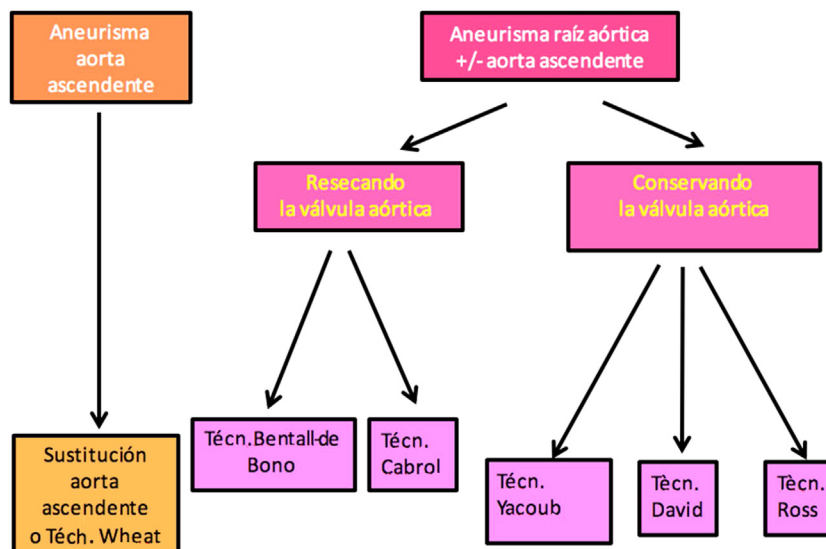 Aneurisma
aorta
ascendente
Aneurisma raíz aórtica
+/- aorta ascendente
Resecando
la válvula aórtica
Conservando
la válvula aórtica
Sustitución
aorta
ascendente
o Téch. Wheat
Técn.Bentall-de
Bono
Técn.
Cabrol
Técn.
Yacoub
Tècn.
David
Tècn.
Ross